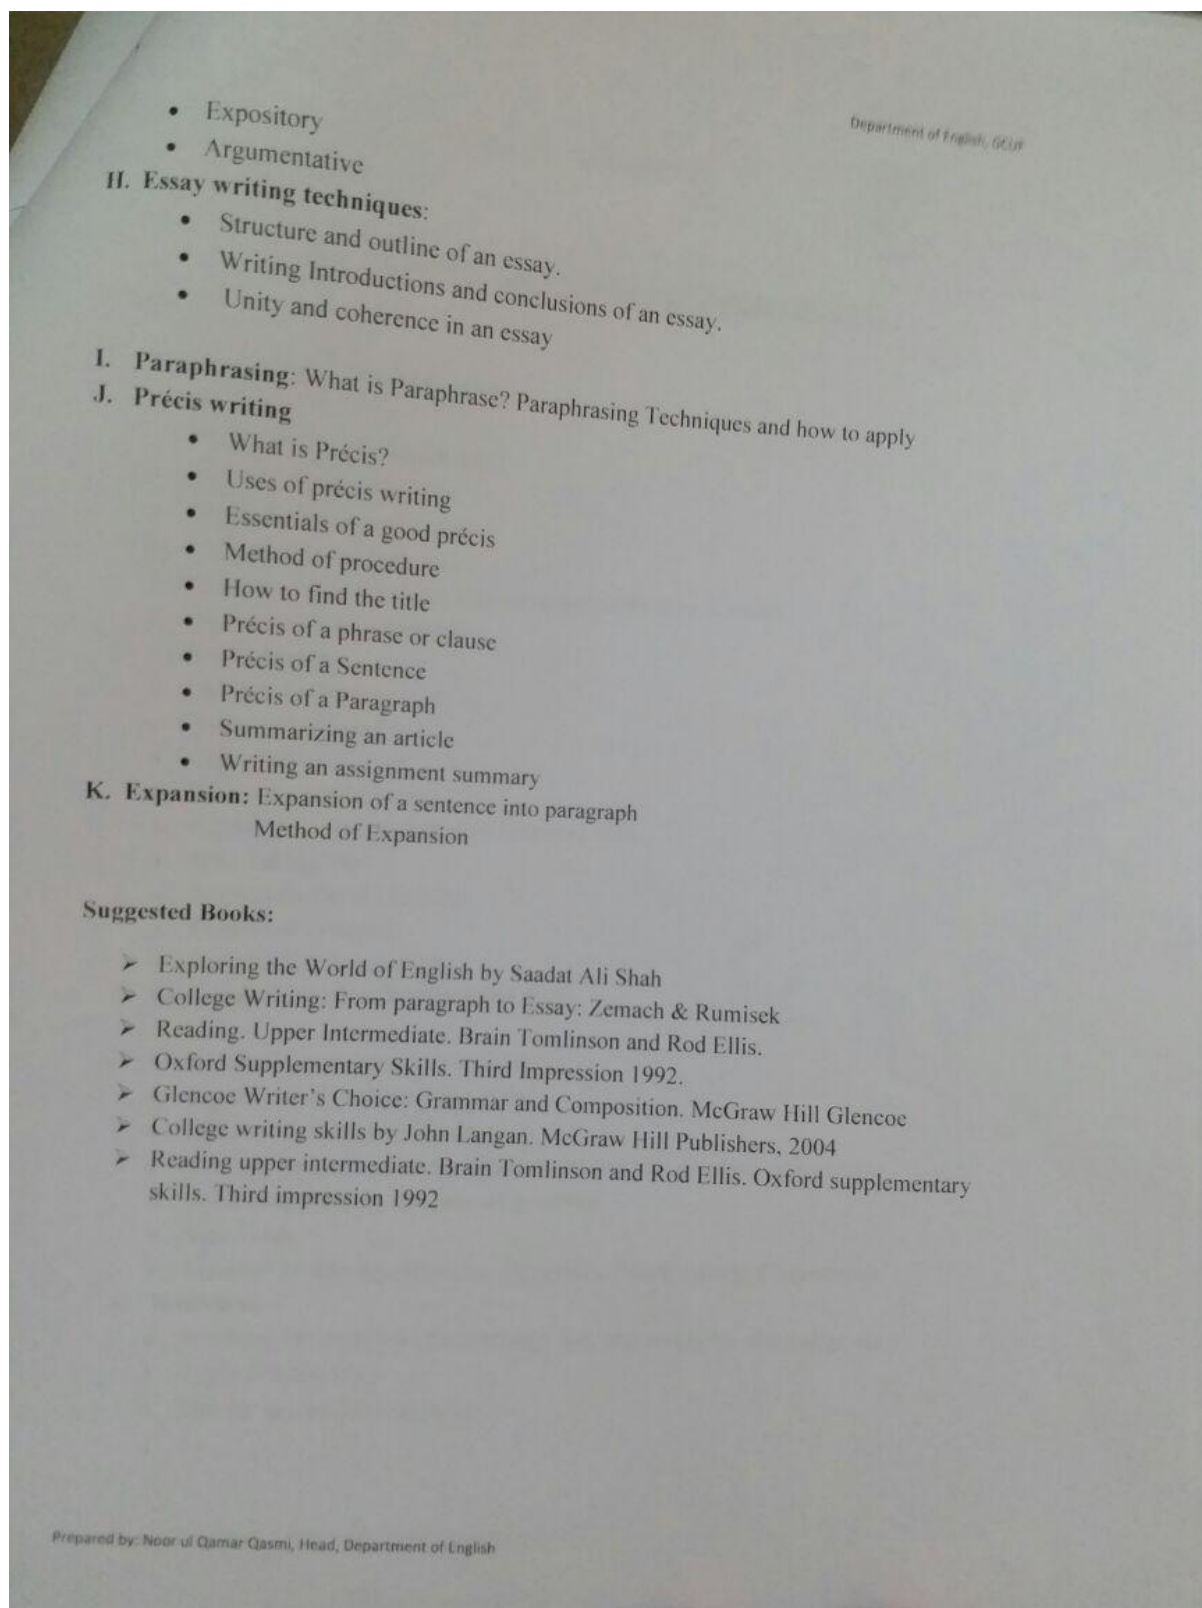 Department of English, GCUF
• Expository
• Argumentative
H. Essay writing techniques:
• Structure and outline of an essay.
• Writing Introductions and conclusions of an essay.
• Unity and coherence in an essay
I. Paraphrasing: What is Paraphrase? Paraphrasing Techniques and how to apply
J. Précis writing
• What is Précis?
• Uses of précis writing
• Essentials of a good précis
• Method of procedure
• How to find the title
• Précis of a phrase or clause
• Précis of a Sentence
• Précis of a Paragraph
• Summarizing an article
• Writing an assignment summary
K. Expansion: Expansion of a sentence into paragraph
Method of Expansion
Suggested Books:
➢ Exploring the World of English by Saadat Ali Shah
➢ College Writing: From paragraph to Essay: Zemach & Rumisek
➢ Reading. Upper Intermediate. Brain Tomlinson and Rod Ellis.
➢ Oxford Supplementary Skills. Third Impression 1992.
➢ Glencoe Writer's Choice: Grammar and Composition. McGraw Hill Glencoe
➢ College writing skills by John Langan. McGraw Hill Publishers, 2004
➢ Reading upper intermediate. Brain Tomlinson and Rod Ellis. Oxford supplementary
skills. Third impression 1992
Prepared by: Noor ul Qamar Qasmi, Head, Department of English